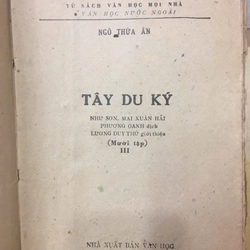 TỦ SÁCH VĂN HỌC MỌI NHÀ
VĂN HỌC NƯỚC NGOÀI
NGÔ THỪA ÂN
TÂY DU KÝ
NHƯ SƠN, MAI XUÂN HẢI
PHƯƠNG OANH dịch
LƯƠNG DUY THỨ giới thiệu
(Mười tập)
III
NHÀ XUẤT BẢN VĂN HỌC